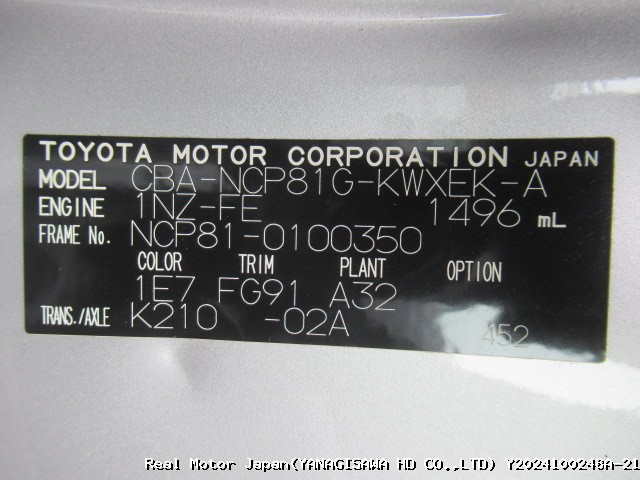 TOYOTA MOTOR CORPORATION JAPAN
MODEL CBA-NCP81G-KWXEK-A
ENGINE 1NZ-FE 1496 mL
FRAME No. NCP81-0100350
COLOR TRIM PLANT OPTION
1E7 FG91 A32
TRANS./AXLE K210 -02A 452
Real Motor Japan(YANAGISAWA HD CO.,LTD) Y2024100248A-21